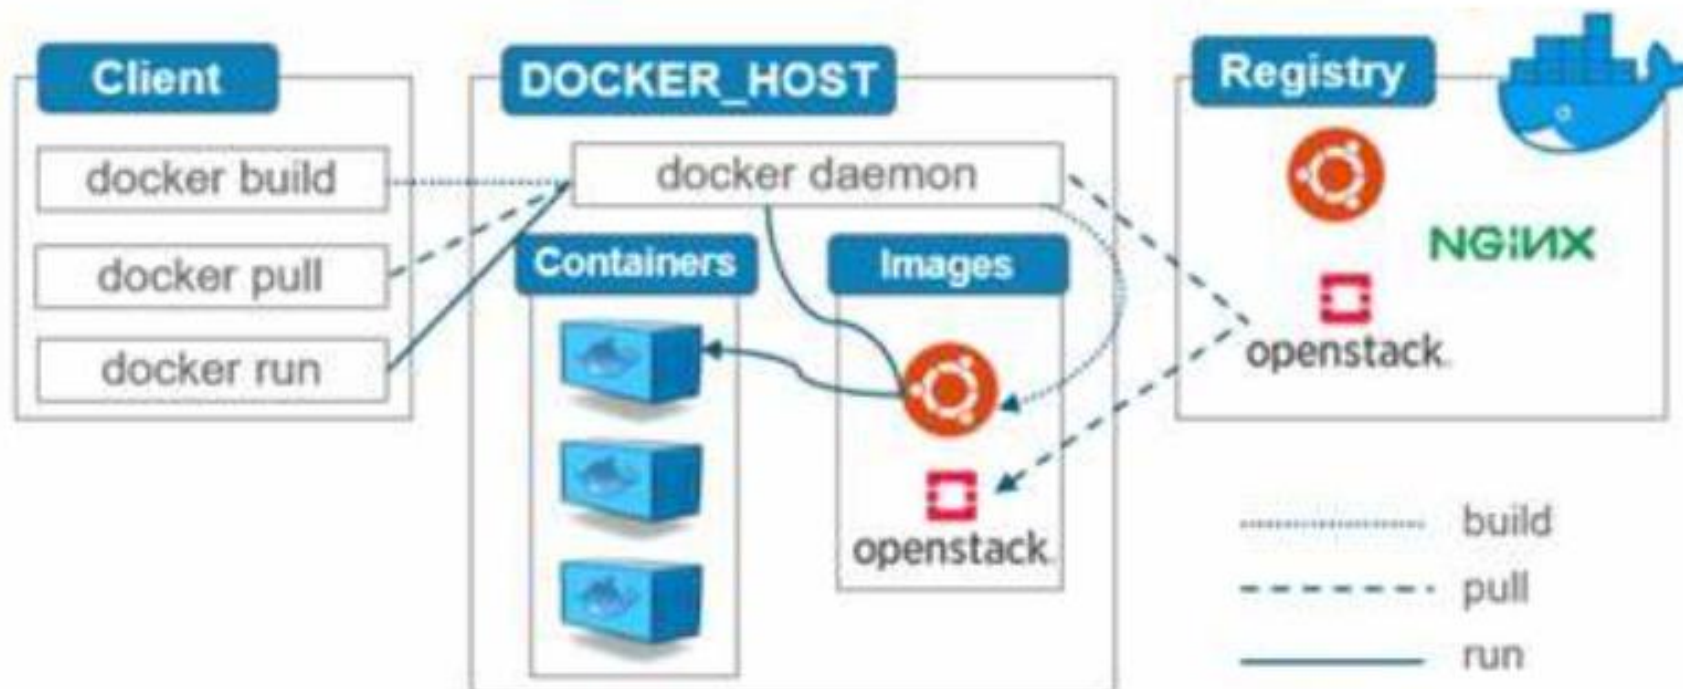 Client
docker build
docker pull
docker run
DOCKER_HOST
docker daemon
Containers
Images
openstack.
Registry
NGiNX
openstack.
build
pull
run